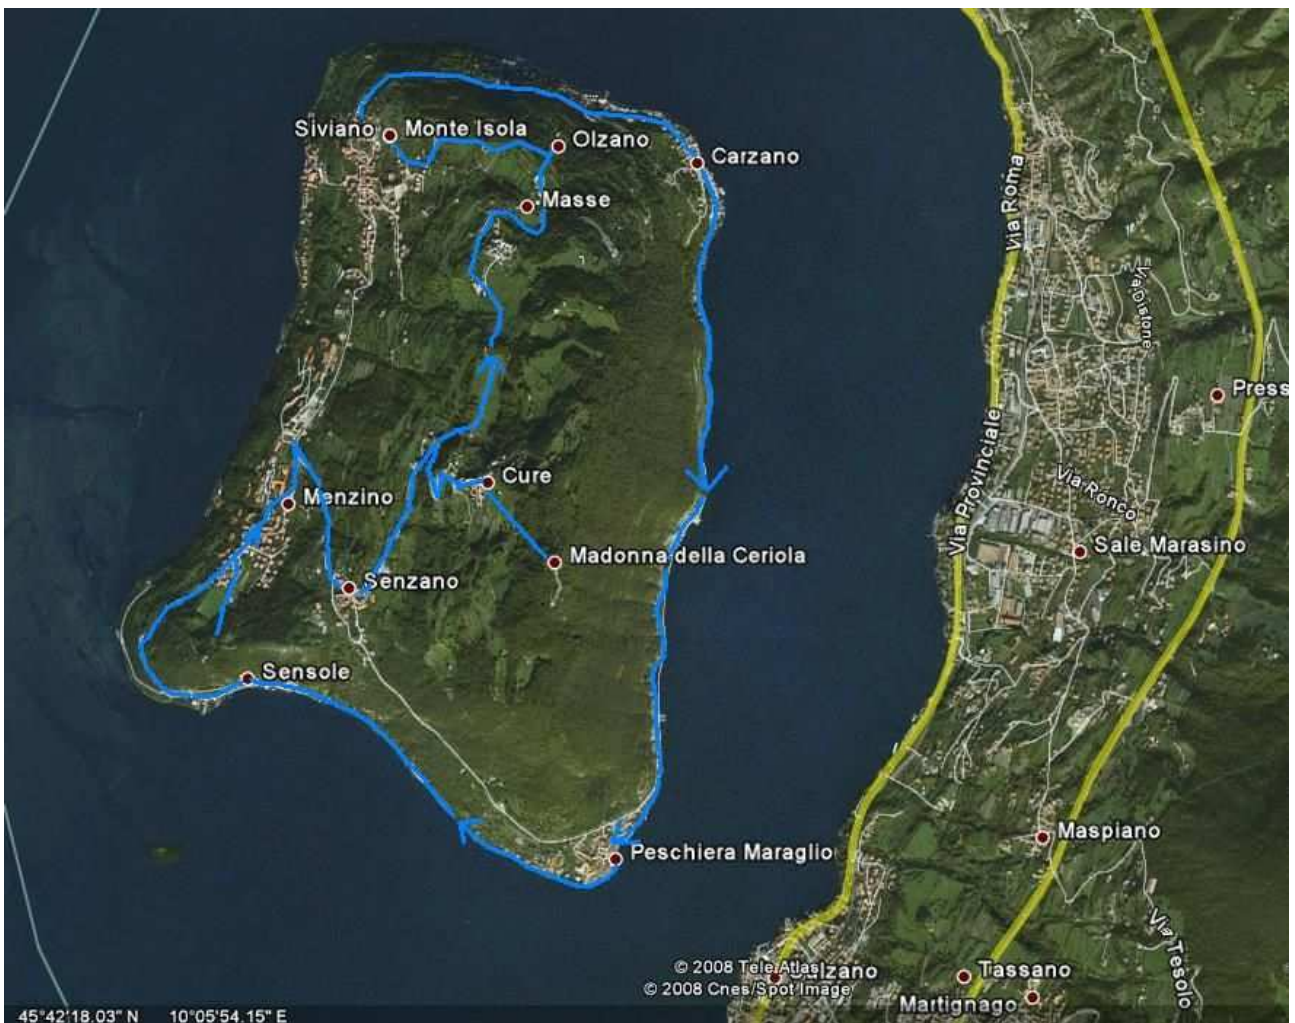 Siviano
Monte Isola
Olzano
Carzano
Masse
Via Roma
Via Distone
Press
Cure
Menzino
Via Provinciale
Via Ronco
Sale Marasino
Madonna della Ceriola
Senzano
Sensole
Maspiano
Peschiera Maraglio
Via Tesolo
© 2008 Tele Atlas
Tassano
© 2008 Cnes/Spot Image
Martignago
45°42'18.03" N 10°05'54.15" E